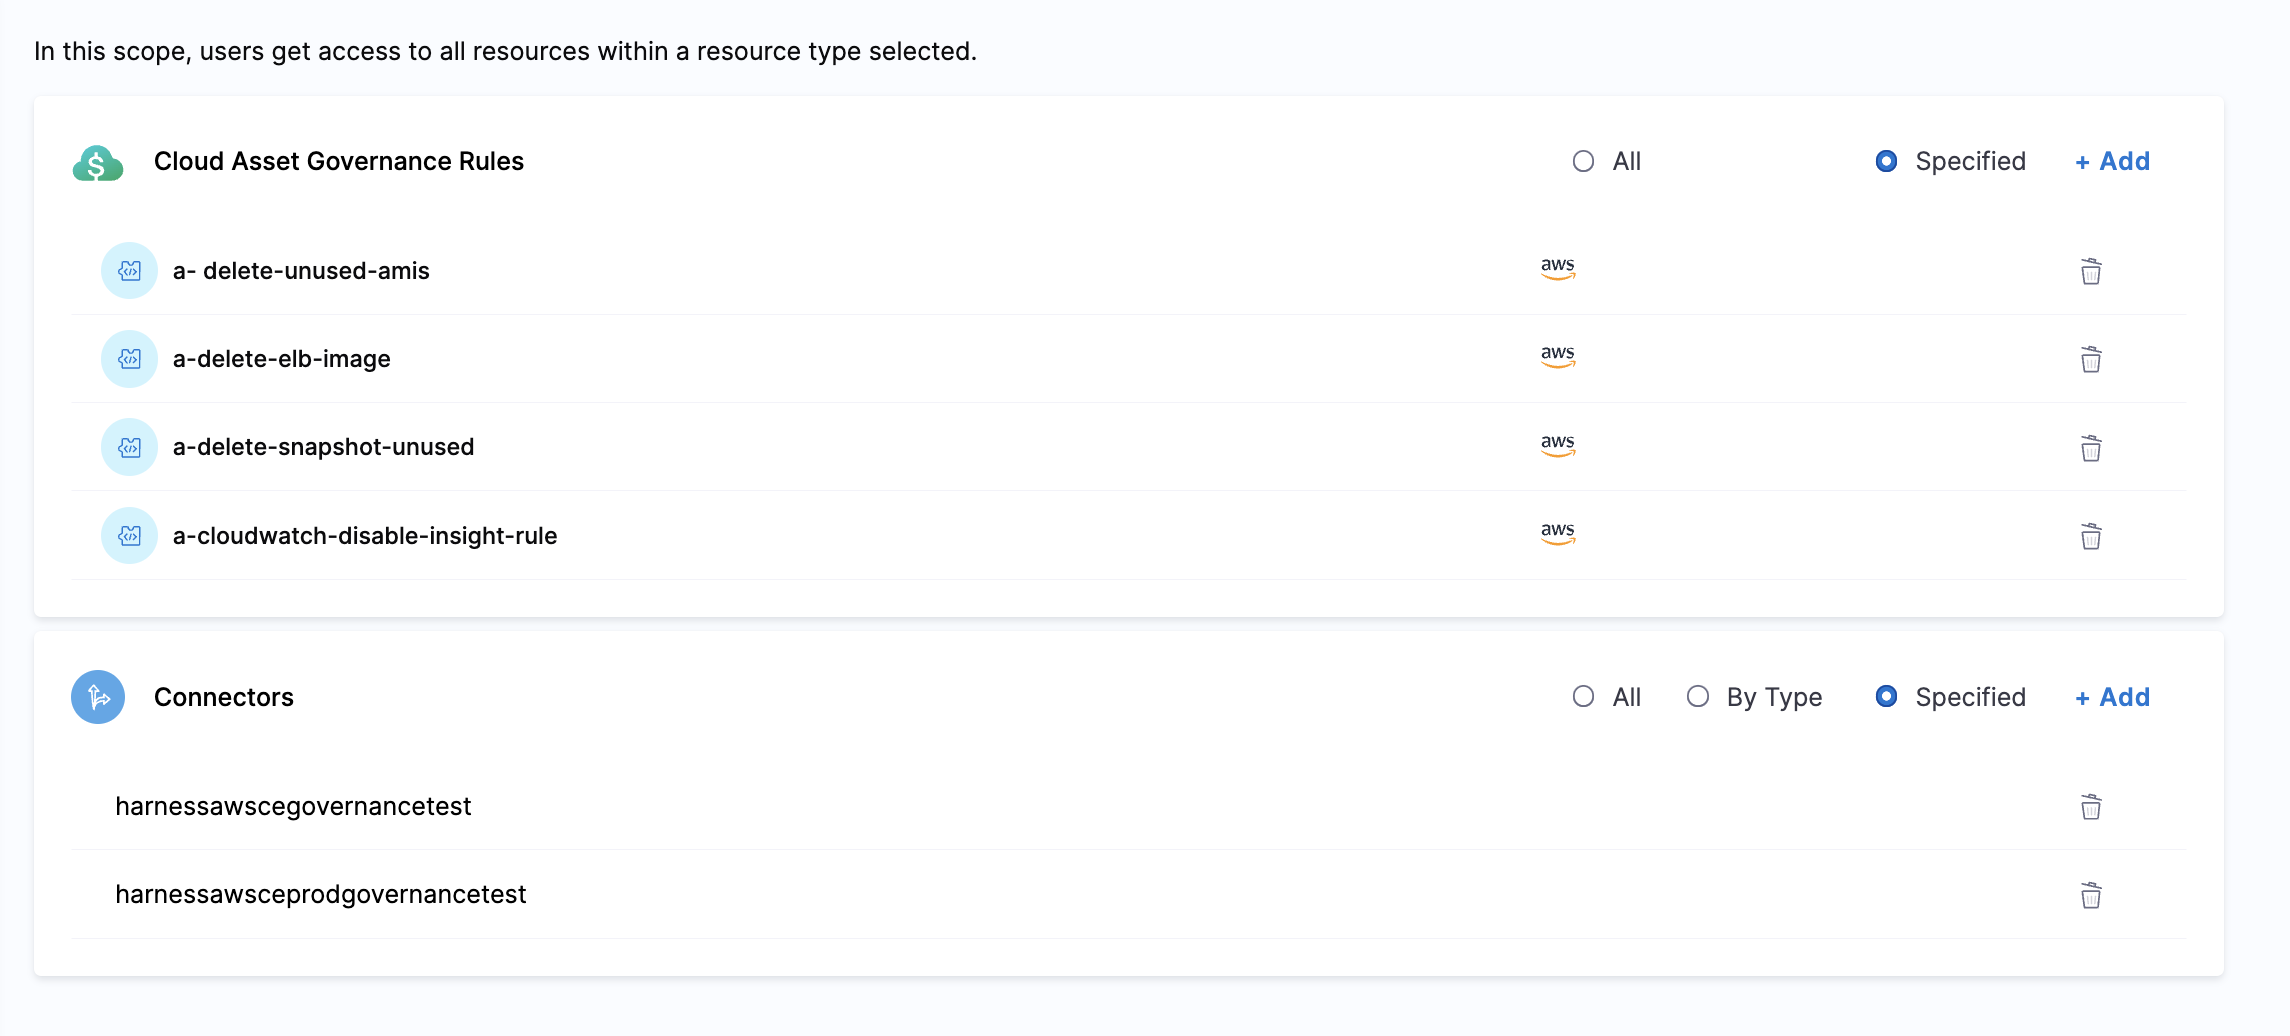 In this scope, users get access to all resources within a resource type selected.
Cloud Asset Governance Rules All Specified + Add
a- delete-unused-amis aws
a-delete-elb-image aws
a-delete-snapshot-unused aws
a-cloudwatch-disable-insight-rule aws
Connectors All By Type Specified + Add
harnessawscegovernancetest
harnessawsceprodgovernancetest